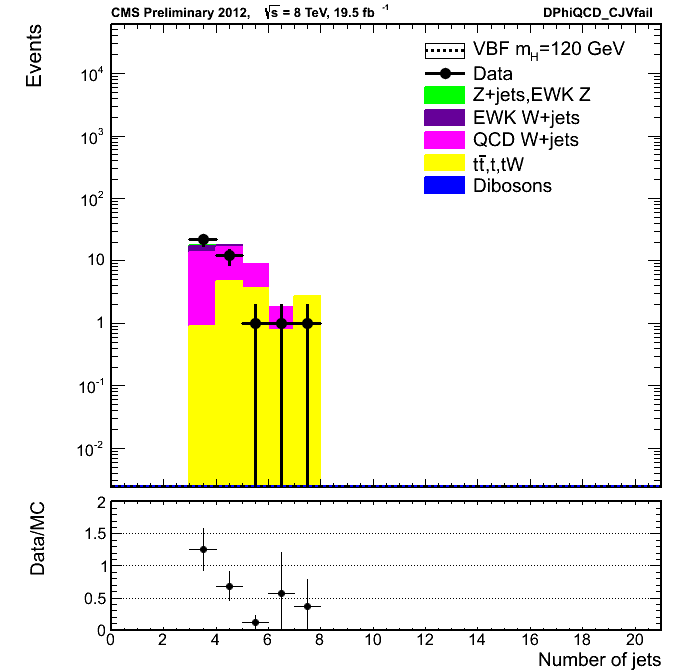 CMS Preliminary 2012, √s = 8 TeV, 19.5 fb⁻¹ DPhiQCD_CJVfail
Events
10⁴
10³
10²
10
1
10⁻¹
10⁻²
VBF m_H=120 GeV
Data
Z+jets,EWK Z
EWK W+jets
QCD W+jets
tt̄,t,tW
Dibosons
Data/MC
2
1.5
1
0.5
0
0 2 4 6 8 10 12 14 16 18 20
Number of jets